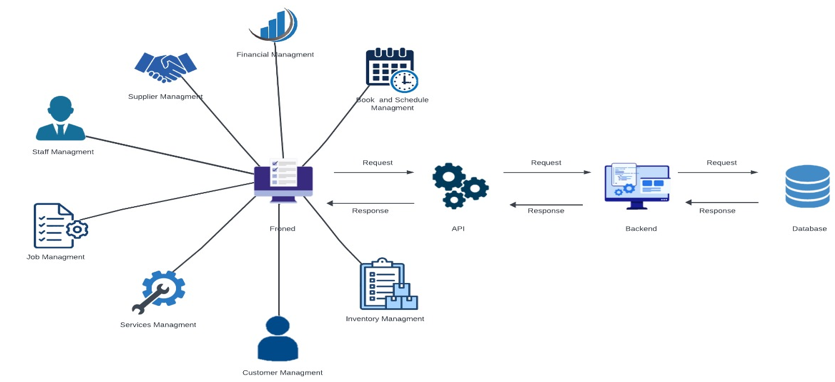 Financial Managment
Supplier Managment
Book and Schedule
Managment
Staff Managment
Request
Request
Request
Response
Response
Response
Froned
API
Backend
Database
Job Managment
Services Managment
Inventory Managment
Customer Managment